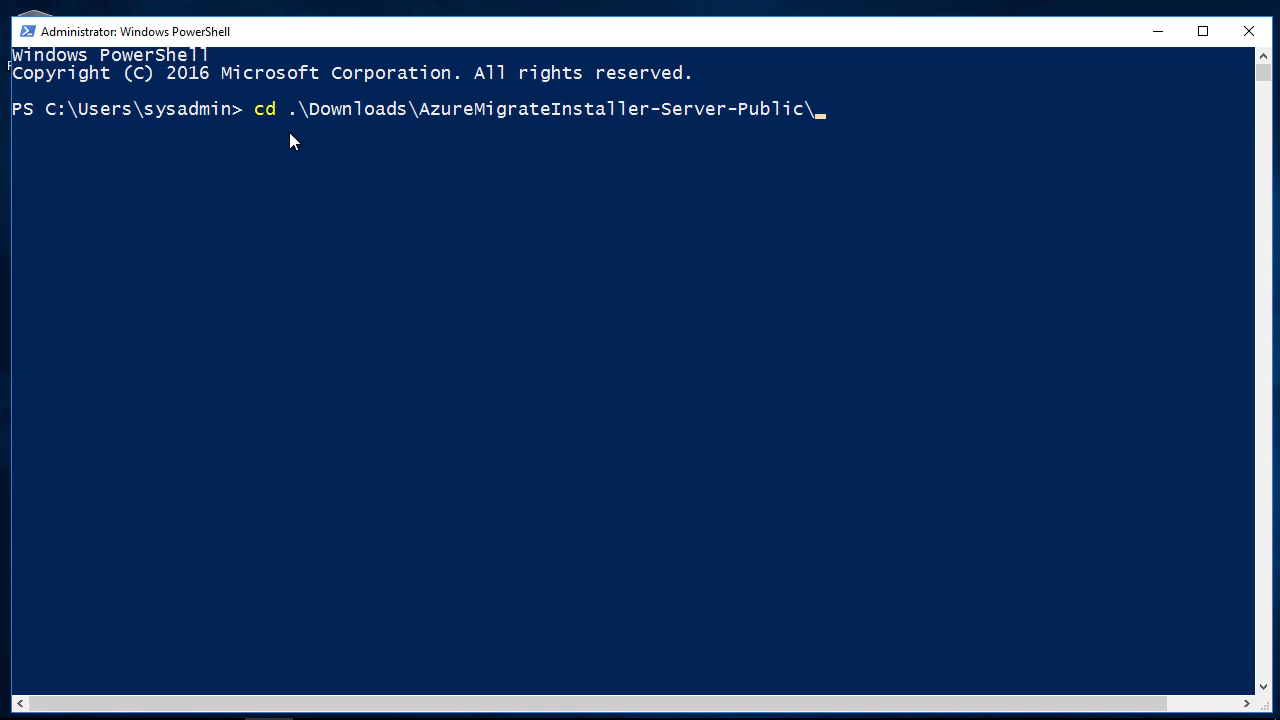 Administrator: Windows PowerShell
Windows PowerShell
Copyright (C) 2016 Microsoft Corporation. All rights reserved.
PS C:\Users\sysadmin> cd .\Downloads\AzureMigrateInstaller-Server-Public\